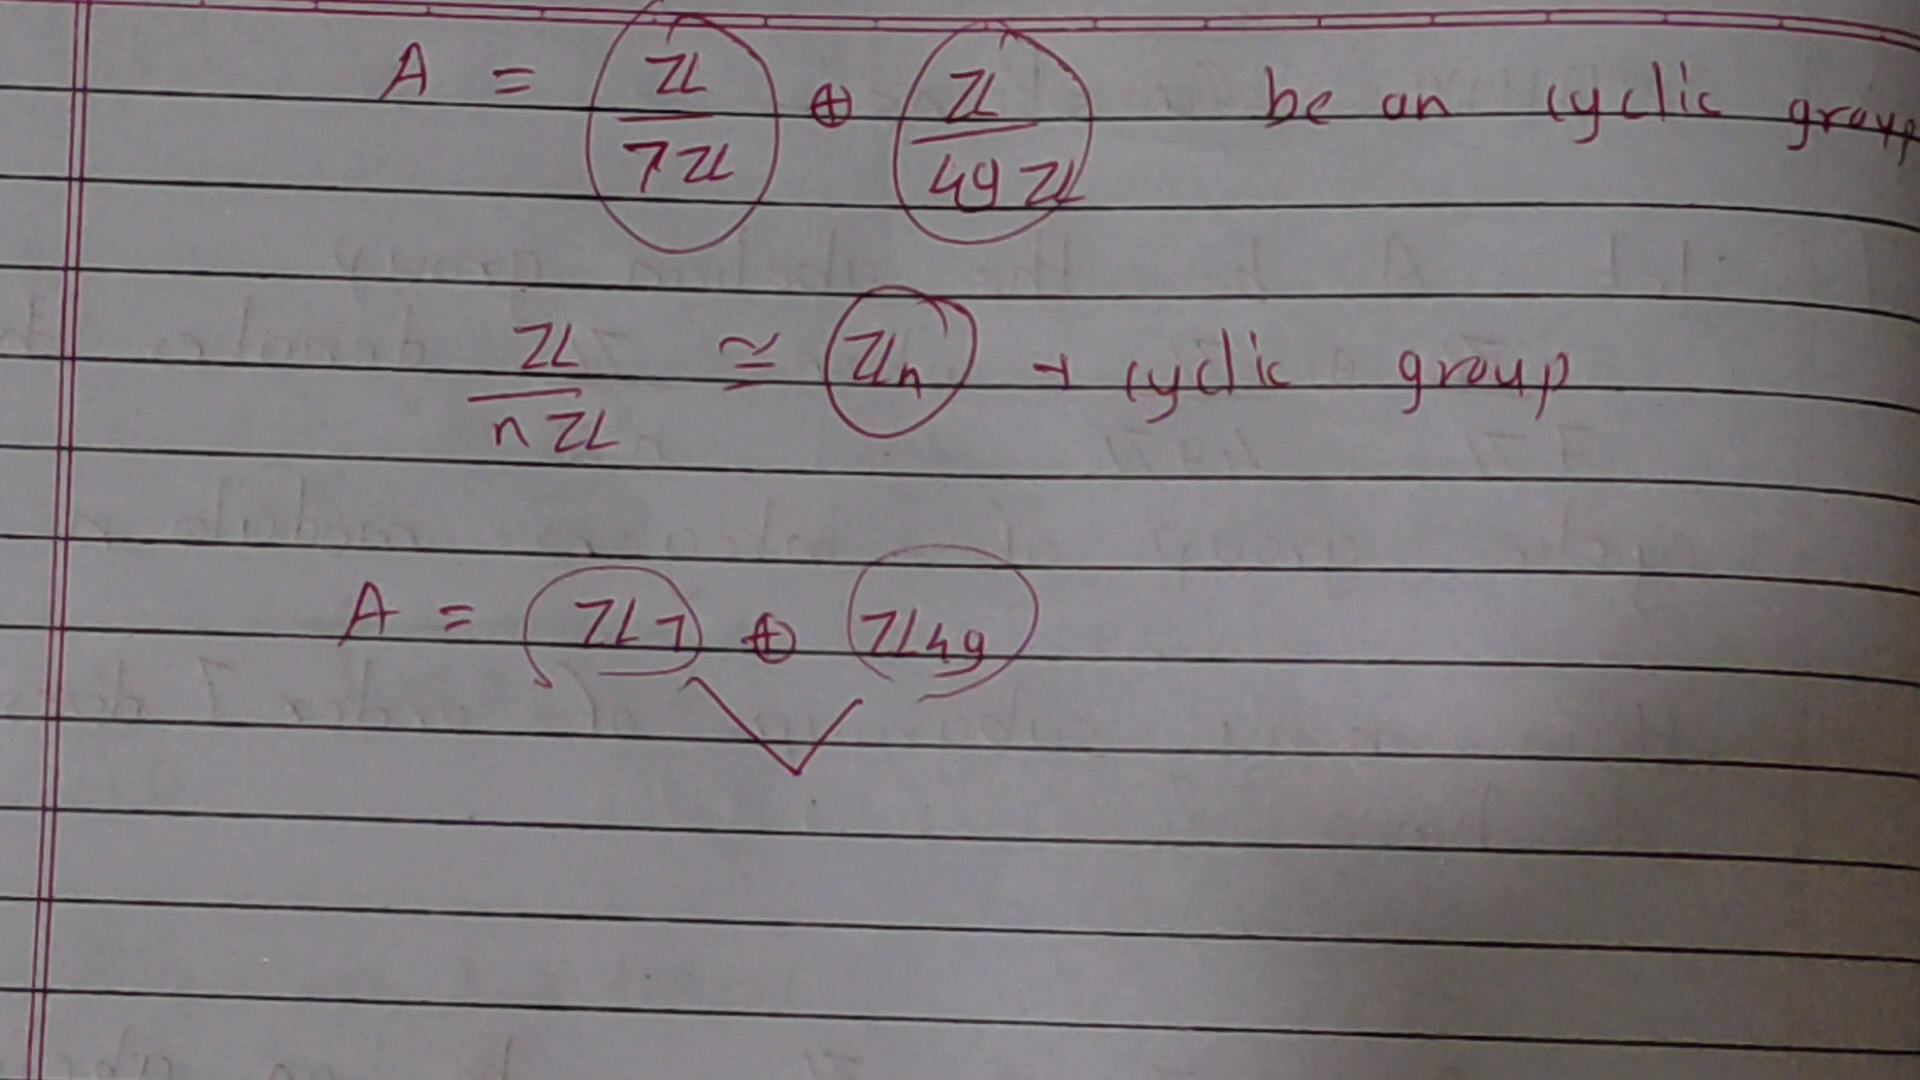 A = ℤ/7ℤ ⊕ ℤ/49ℤ be an cyclic group
ℤ/nℤ ≅ ℤn → cyclic group
A = ℤ7 ⊕ ℤ49